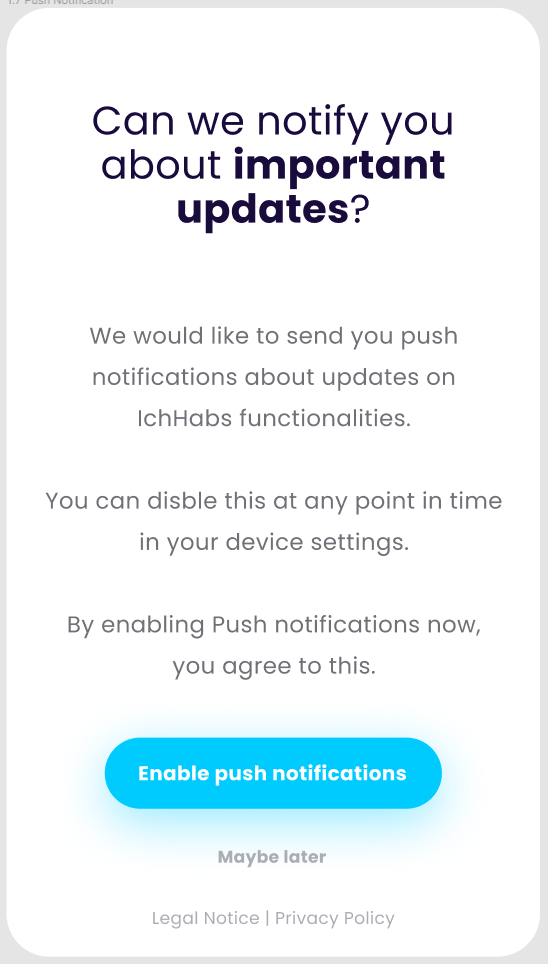 1.7 Push Notification
Can we notify you
about important
updates?
We would like to send you push
notifications about updates on
IchHabs functionalities.
You can disble this at any point in time
in your device settings.
By enabling Push notifications now,
you agree to this.
Enable push notifications
Maybe later
Legal Notice | Privacy Policy